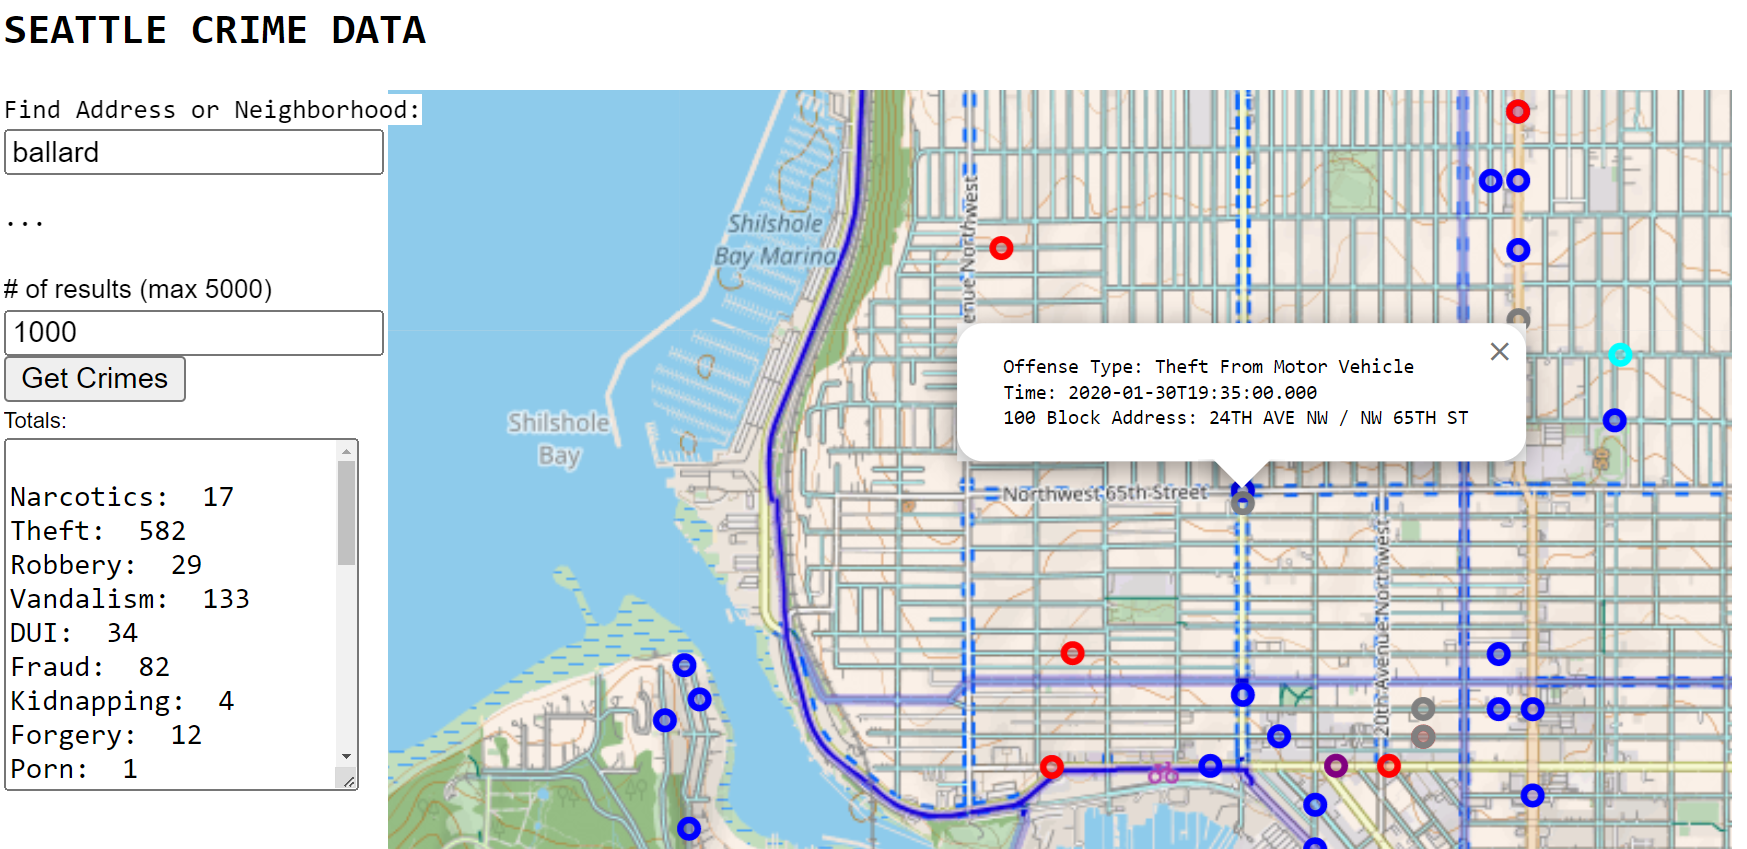 SEATTLE CRIME DATA
Find Address or Neighborhood:
ballard
...
# of results (max 5000)
1000
Get Crimes
Totals:
Narcotics:  17
Theft:  582
Robbery:  29
Vandalism:  133
DUI:  34
Fraud:  82
Kidnapping:  4
Forgery:  12
Porn:  1
Shilshole
Bay Marina
Shilshole
Bay
enue Northwest
Offense Type: Theft From Motor Vehicle
Time: 2020-01-30T19:35:00.000
100 Block Address: 24TH AVE NW / NW 65TH ST
Northwest 65th Street
20th Avenue Northwest